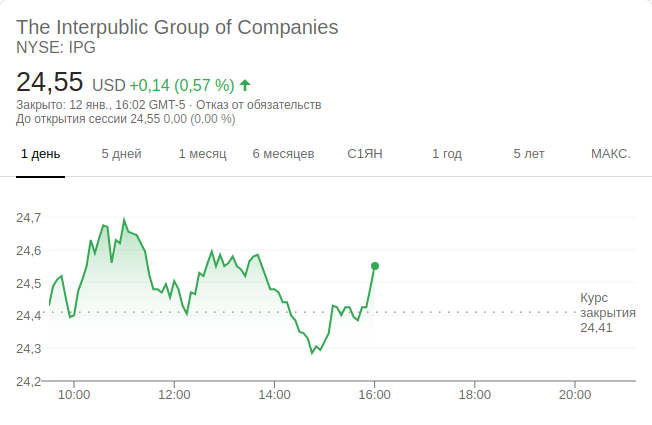 The Interpublic Group of Companies
NYSE: IPG
24,55 USD +0,14 (0,57 %)
Закрыто: 12 янв., 16:02 GMT-5 · Отказ от обязательств
До открытия сессии 24,55 0,00 (0,00 %)
1 день 5 дней 1 месяц 6 месяцев С1ЯН 1 год 5 лет МАКС.
24,7
24,6
24,5
24,4
24,3
24,2
Курс
закрытия
24,41
10:00 12:00 14:00 16:00 18:00 20:00